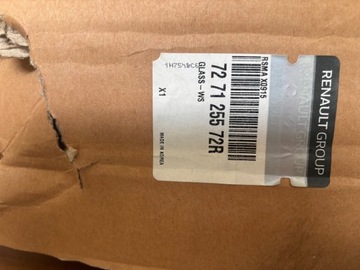 RENAULT GROUP
RSMA X0915
72 71 255 72R
GLASS-WS
X1
MADE IN KOREA